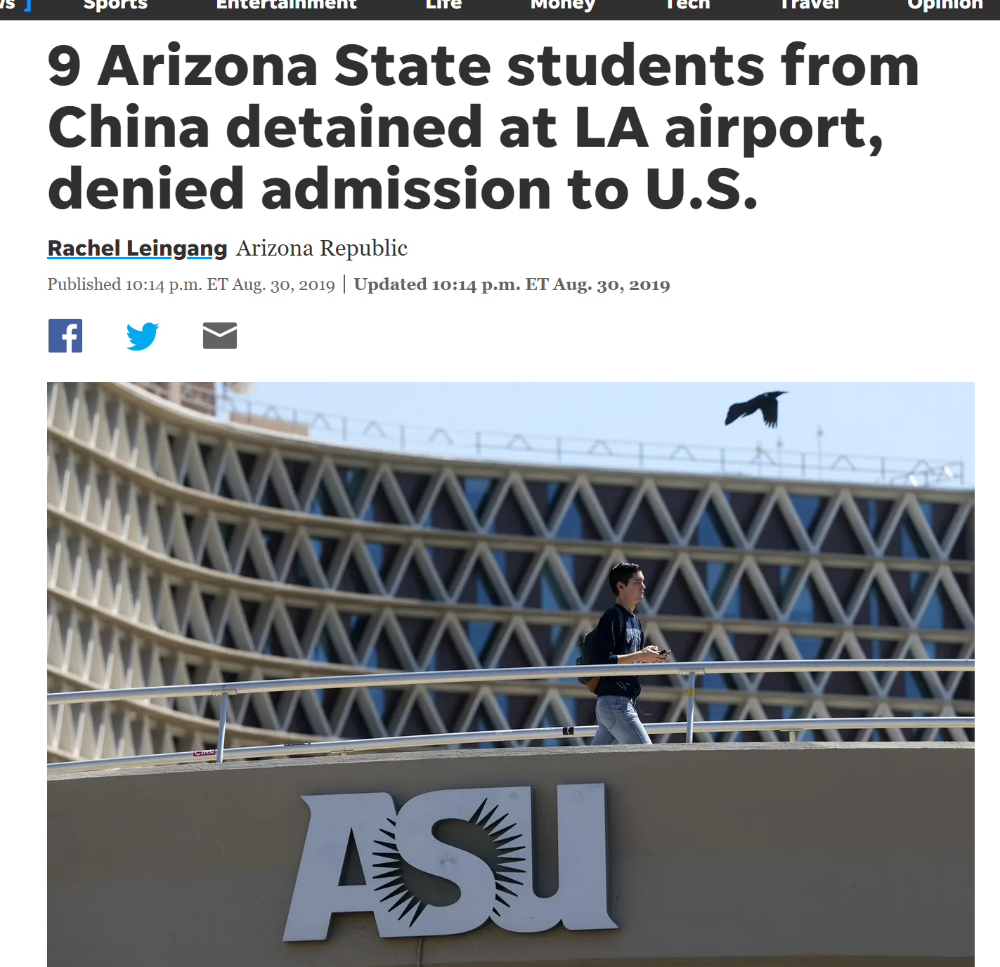 Sports Entertainment Life Money Tech Travel Opinion
9 Arizona State students from
China detained at LA airport,
denied admission to U.S.
Rachel Leingang Arizona Republic
Published 10:14 p.m. ET Aug. 30, 2019 | Updated 10:14 p.m. ET Aug. 30, 2019
ASU